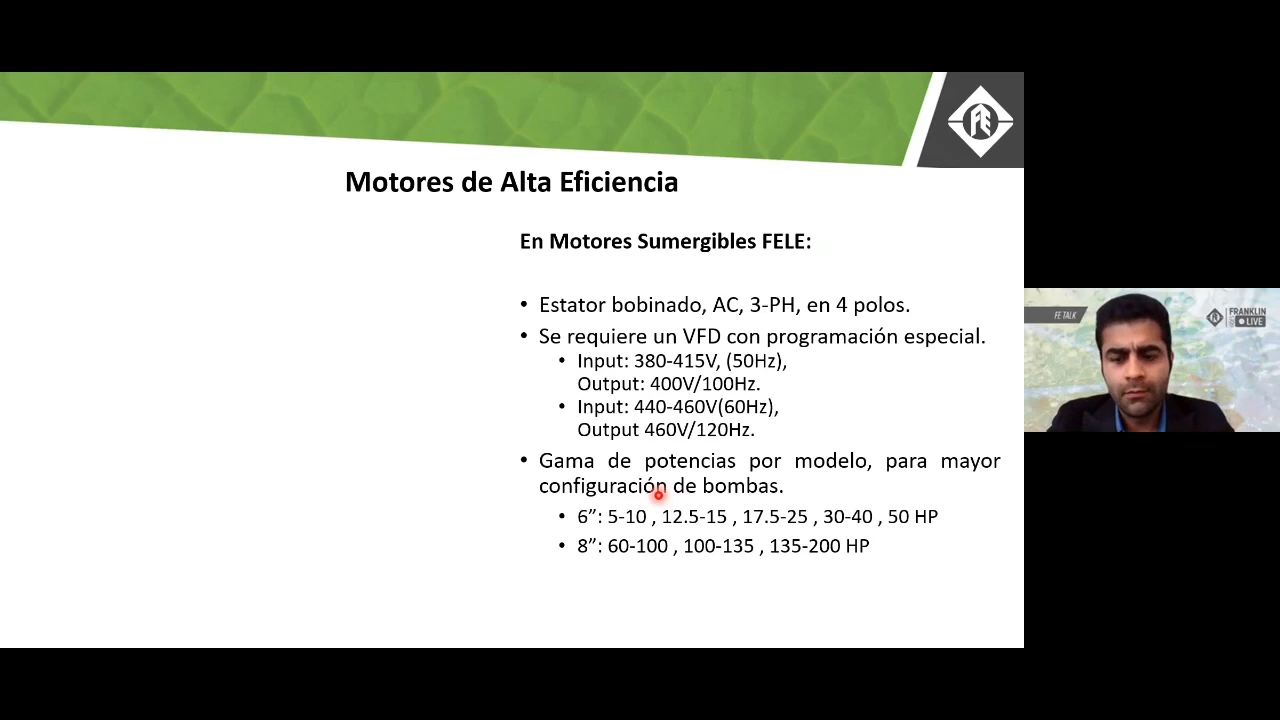 Motores de Alta Eficiencia
En Motores Sumergibles FELE:
• Estator bobinado, AC, 3-PH, en 4 polos.
• Se requiere un VFD con programación especial.
• Input: 380-415V, (50Hz),
Output: 400V/100Hz.
• Input: 440-460V(60Hz),
Output 460V/120Hz.
• Gama de potencias por modelo, para mayor
configuración de bombas.
• 6”: 5-10 , 12.5-15 , 17.5-25 , 30-40 , 50 HP
• 8”: 60-100 , 100-135 , 135-200 HP
FE
FE TALK
FRANKLIN
LIVE